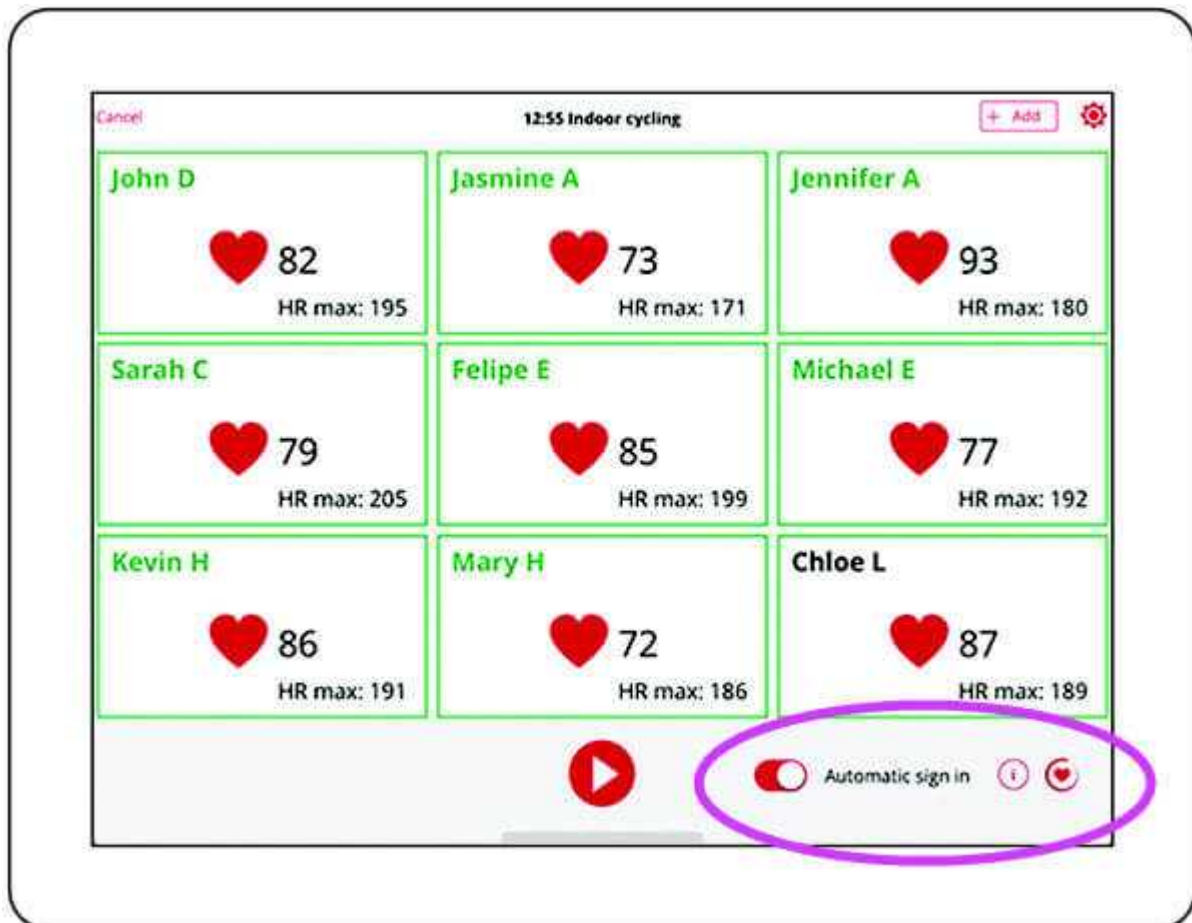 Cancel
12:55 Indoor cycling
+ Add
John D
82
HR max: 195
Jasmine A
73
HR max: 171
Jennifer A
93
HR max: 180
Sarah C
79
HR max: 205
Felipe E
85
HR max: 199
Michael E
77
HR max: 192
Kevin H
86
HR max: 191
Mary H
72
HR max: 186
Chloe L
87
HR max: 189
Automatic sign in
i